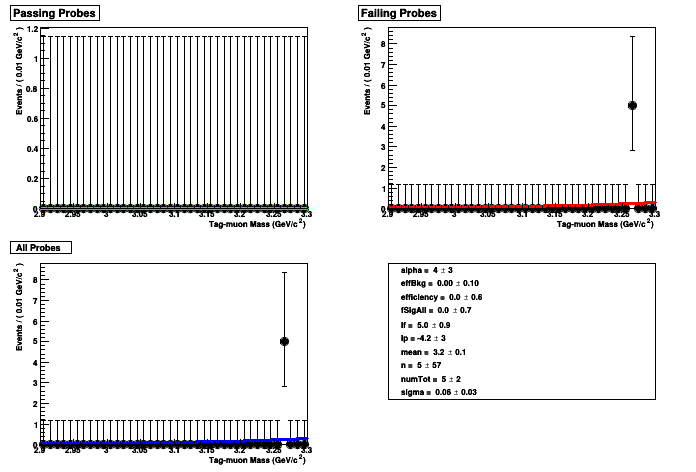 Passing Probes
Events / ( 0.01 GeV/c² )
1.2
1
0.8
0.6
0.4
0.2
0
2.9 2.95 3 3.05 3.1 3.15 3.2 3.25 3.3
Tag-muon Mass (GeV/c²)
Failing Probes
Events / ( 0.01 GeV/c² )
8
7
6
5
4
3
2
1
0
2.9 2.95 3 3.05 3.1 3.15 3.2 3.25 3.3
Tag-muon Mass (GeV/c²)
All Probes
Events / ( 0.01 GeV/c² )
8
7
6
5
4
3
2
1
0
2.9 2.95 3 3.05 3.1 3.15 3.2 3.25 3.3
Tag-muon Mass (GeV/c²)
alpha = 4 ± 3
effBkg = 0.00 ± 0.10
efficiency = 0.0 ± 0.6
fSigAll = 0.0 ± 0.7
lf = 5.0 ± 0.9
lp = -4.2 ± 3
mean = 3.2 ± 0.1
n = 5 ± 57
numTot = 5 ± 2
sigma = 0.06 ± 0.03